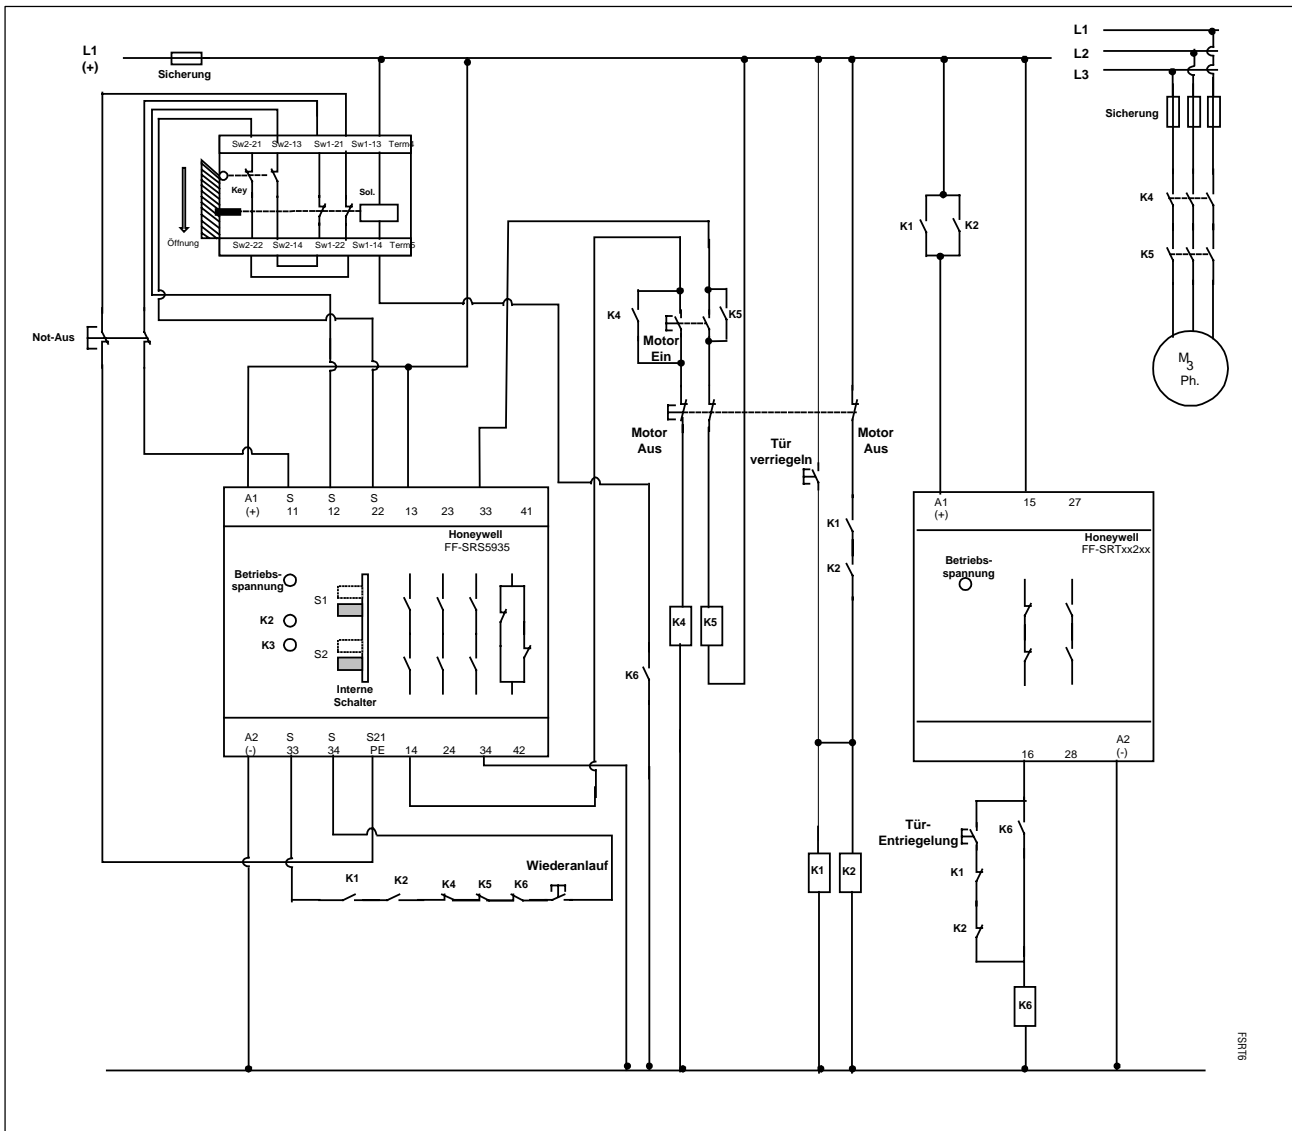 L1
(+)
Sicherung
L1
L2
L3
Sicherung
Sw2-21 Sw2-13 Sw1-21 Sw1-13 Term4
Key
Sol.
Öffnung
Sw2-22 Sw2-14 Sw1-22 Sw1-14 Term5
K4
K5
K1
K2
Not-Aus
K4
K5
Motor
Ein
M
3
Ph.
Motor
Aus
Motor
Aus
Tür
verriegeln
A1
(+)
S
11
S
12
S
22
13
23
33
41
Honeywell
FF-SRS5935
Betriebs-
spannung
S1
K2
K3
S2
Interne
Schalter
A2
(-)
S
33
S
34
S21
PE
14
24
34
42
K1
K2
K4
K5
K6
A1
(+)
15
27
Honeywell
FF-SRTxx2xx
Betriebs-
spannung
16
28
A2
(-)
Tür-
Entriegelung
K6
K1
K2
K6
Wiederanlauf
K1
K2
K4
K5
K6
K1
K2
FSRT6